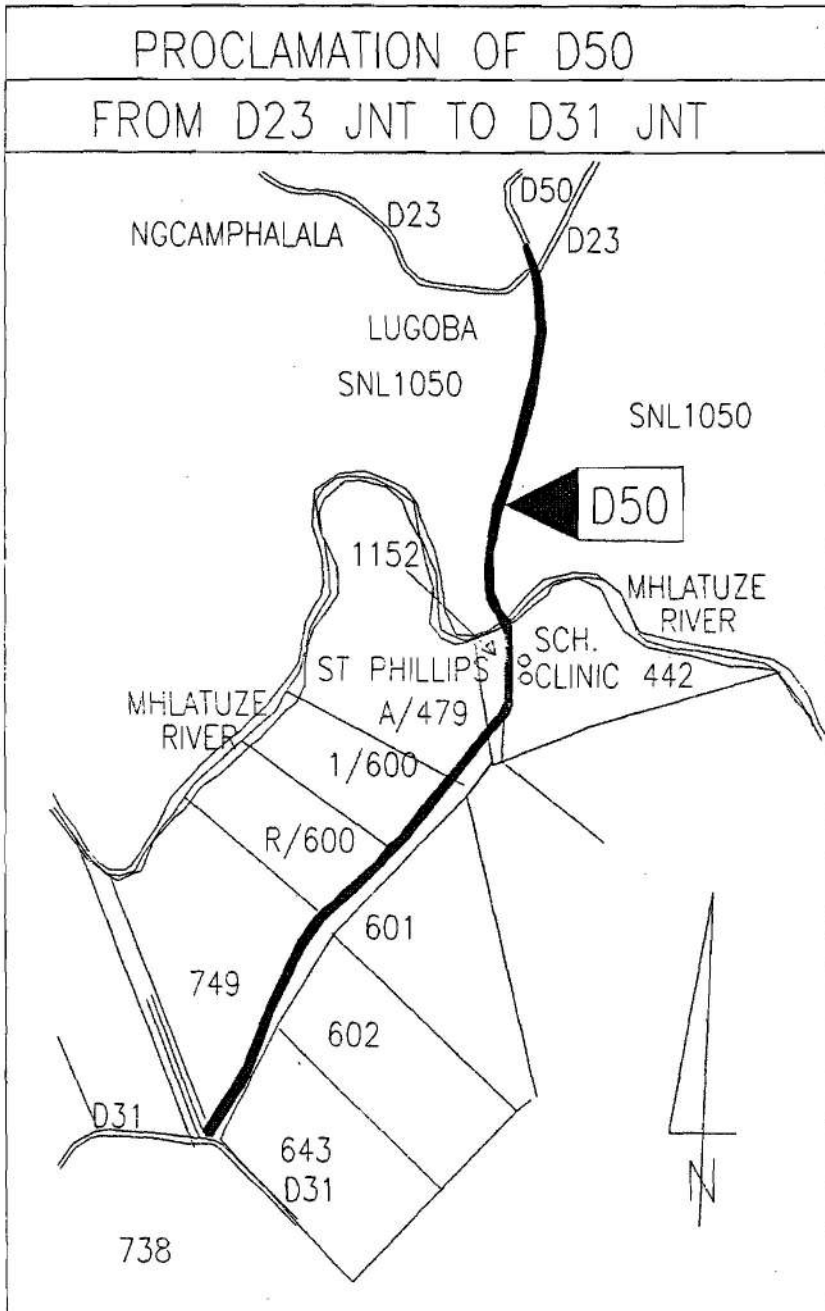 PROCLAMATION OF D50
FROM D23 JNT TO D31 JNT
D50
D23
NGCAMPHALALA
D23
LUGOBA
SNL1050
SNL1050
D50
1152
MHLATUZE
RIVER
SCH.
ST PHILLIPS
CLINIC 442
MHLATUZE
RIVER
A/479
1/600
R/600
601
749
602
D31
643
D31
738
N